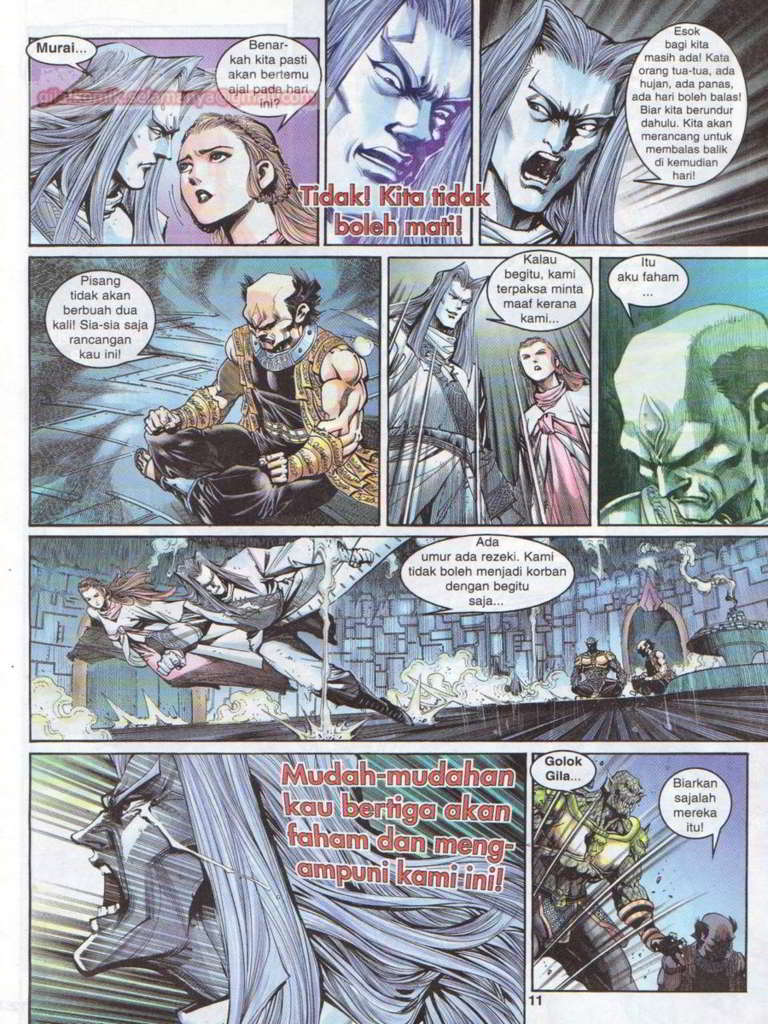 Murai...
Benar-
kah kita pasti
akan bertemu
ajal pada hari
ini?
Tidak! Kita tidak
boleh mati!
Esok
bagi kita
masih ada! Kata
orang tua-tua, ada
hujan, ada panas,
ada hari boleh balas!
Biar kita berundur
dahulu. Kita akan
merancang untuk
membalas balik
di kemudian
hari!
Pisang
tidak akan
berbuah dua
kali! Sia-sia saja
rancangan
kau ini!
Kalau
begitu, kami
terpaksa minta
maaf kerana
kami...
Itu
aku faham
...
Ada
umur ada rezeki. Kami
tidak boleh menjadi korban
dengan begitu
saja...
Mudah-mudahan
kau bertiga akan
faham dan meng-
ampuni kami ini!
Golok
Gila...
Biarkan
sajalah
mereka
itu!
11